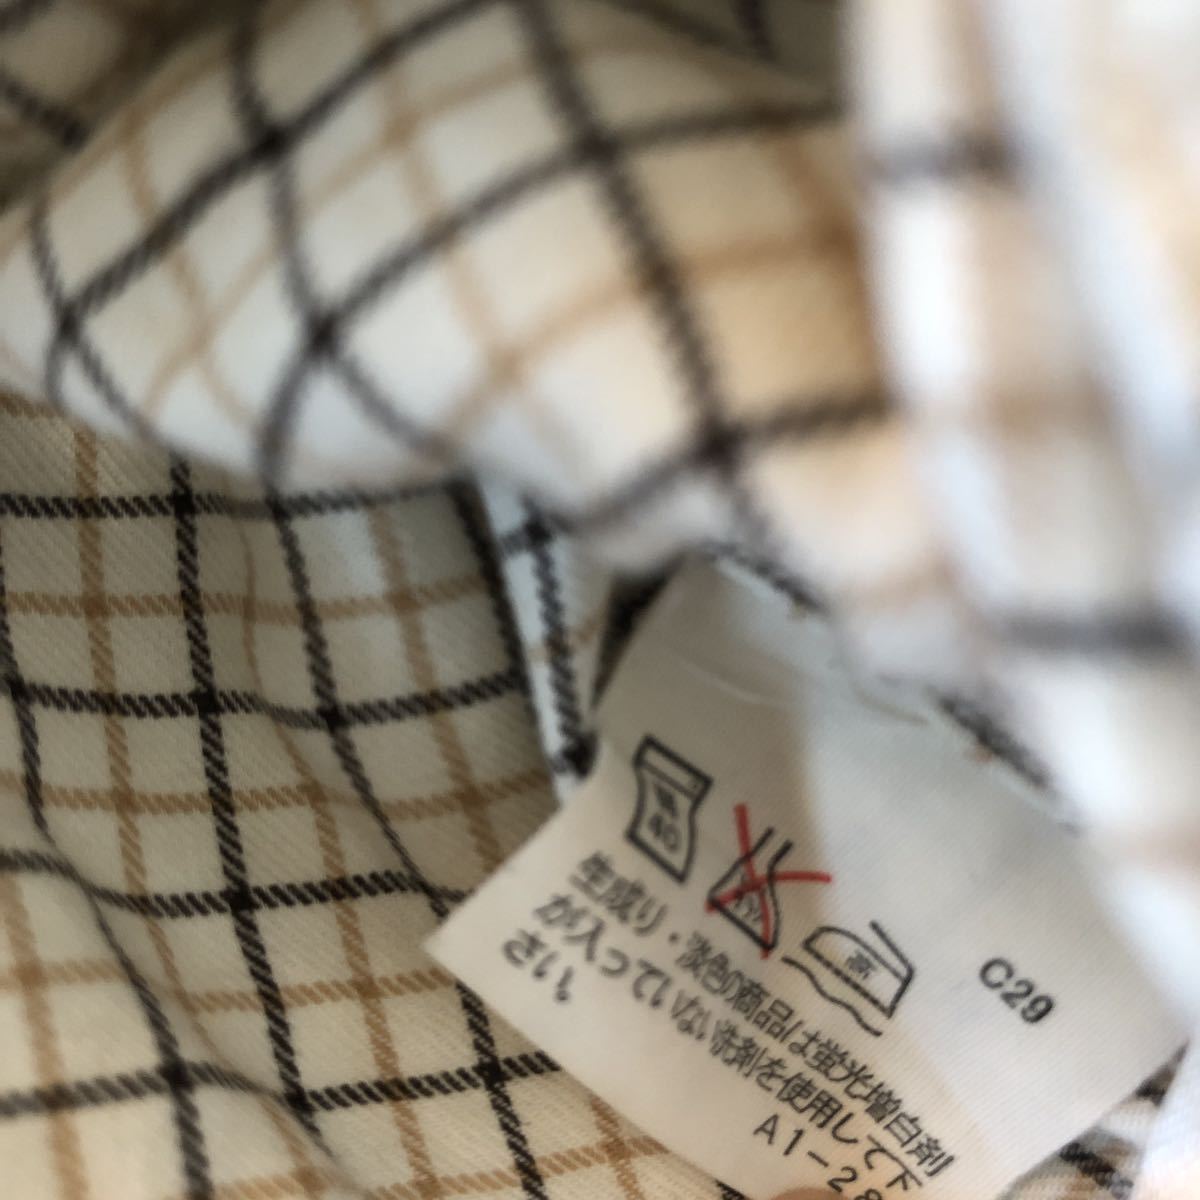 40
高
C29
生成り・淡色の商品は蛍光増白剤
が入っていない洗剤を使用して下
さい。
A1-28